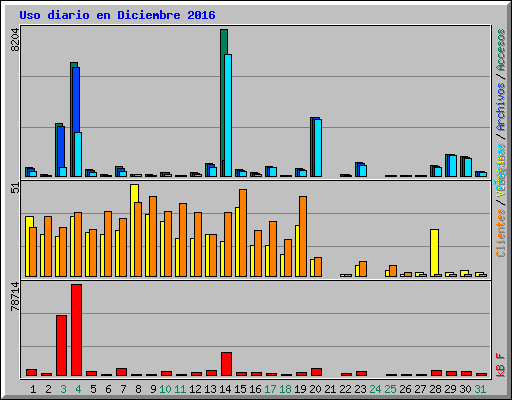 Uso diario en Diciembre 2016
8204
51
78714
Accesos / Archivos /
Clientes /
kB F
1 2 3 4 5 6 7 8 9 10 11 12 13 14 15 16 17 18 19 20 21 22 23 24 25 26 27 28 29 30 31